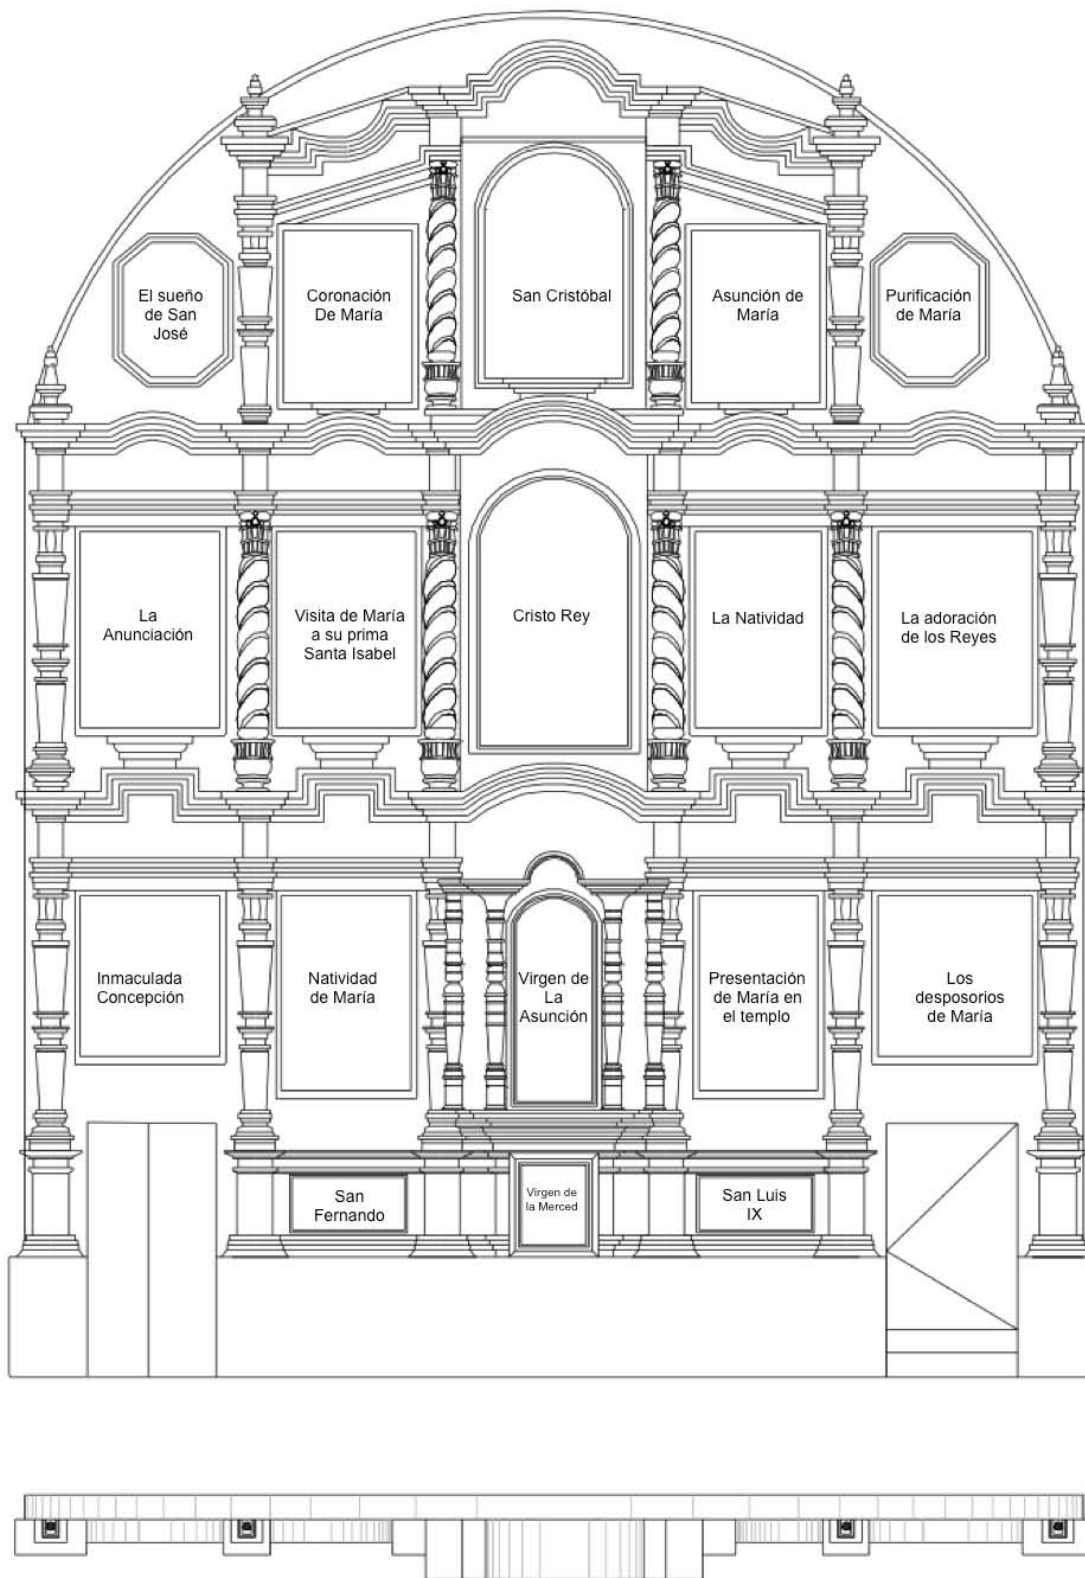 El sueño
de San
José
Coronación
De María
San Cristóbal
Asunción de
María
Purificación
de María
La
Anunciación
Visita de María
a su prima
Santa Isabel
Cristo Rey
La Natividad
La adoración
de los Reyes
Inmaculada
Concepción
Natividad
de María
Virgen de
La
Asunción
Presentación
de María en
el templo
Los
desposorios
de María
San
Fernando
Virgen de
la Merced
San Luis
IX